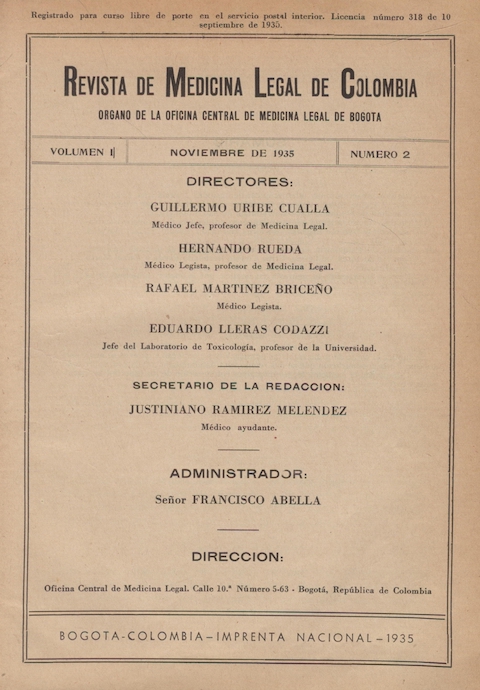 Registrado para curso libre de porte en el servicio postal interior. Licencia número 318 de 10
septiembre de 1935.
REVISTA DE MEDICINA LEGAL DE COLOMBIA
ORGANO DE LA OFICINA CENTRAL DE MEDICINA LEGAL DE BOGOTA
VOLUMEN I
NOVIEMBRE DE 1935
NUMERO 2
DIRECTORES:
GUILLERMO URIBE CUALLA
Médico Jefe, profesor de Medicina Legal.
HERNANDO RUEDA
Médico Legista, profesor de Medicina Legal.
RAFAEL MARTINEZ BRICEÑO
Médico Legista.
EDUARDO LLERAS CODAZZI
Jefe del Laboratorio de Toxicología, profesor de la Universidad.
SECRETARIO DE LA REDACCION:
JUSTINIANO RAMIREZ MELENDEZ
Médico ayudante.
ADMINISTRADOR:
Señor FRANCISCO ABELLA
DIRECCION:
Oficina Central de Medicina Legal. Calle 10.ª Número 5-63 - Bogotá, República de Colombia
BOGOTA-COLOMBIA—IMPRENTA NACIONAL—1935